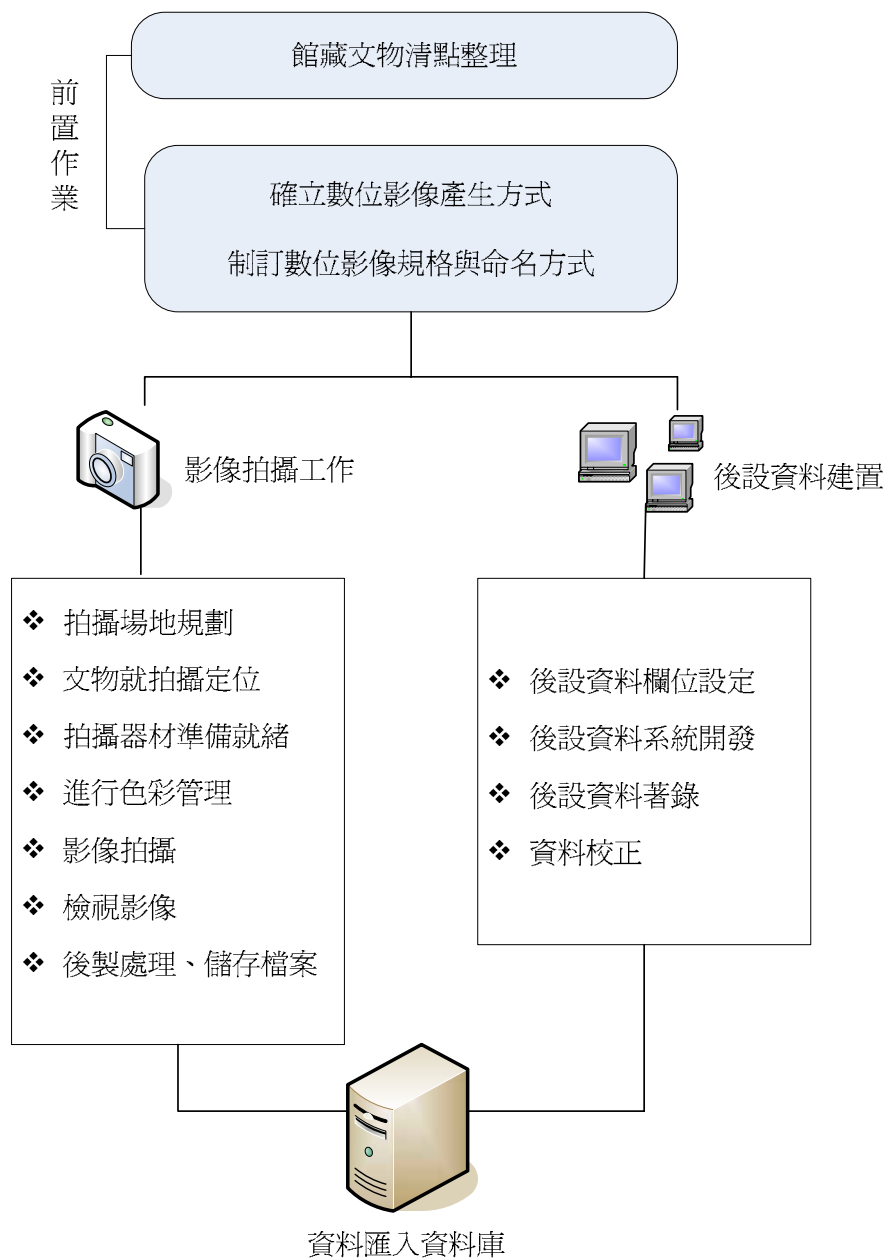 館藏文物清點整理
前置作業
確立數位影像產生方式
制訂數位影像規格與命名方式
影像拍攝工作
後設資料建置
❖ 拍攝場地規劃
❖ 文物就拍攝定位
❖ 拍攝器材準備就緒
❖ 進行色彩管理
❖ 影像拍攝
❖ 檢視影像
❖ 後製處理、儲存檔案
❖ 後設資料欄位設定
❖ 後設資料系統開發
❖ 後設資料著錄
❖ 資料校正
資料匯入資料庫